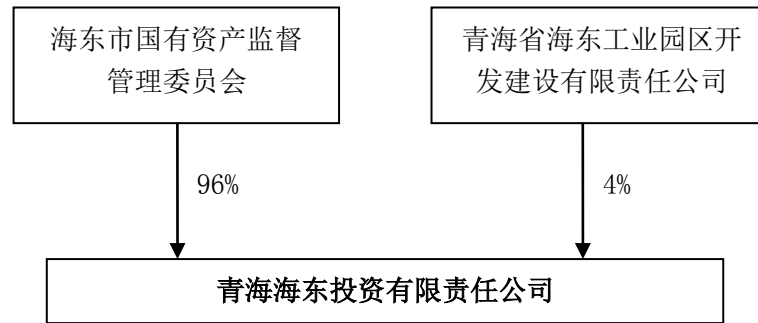 海东市国有资产监督
管理委员会
青海省海东工业园区开
发建设有限责任公司
96%
4%
青海海东投资有限责任公司